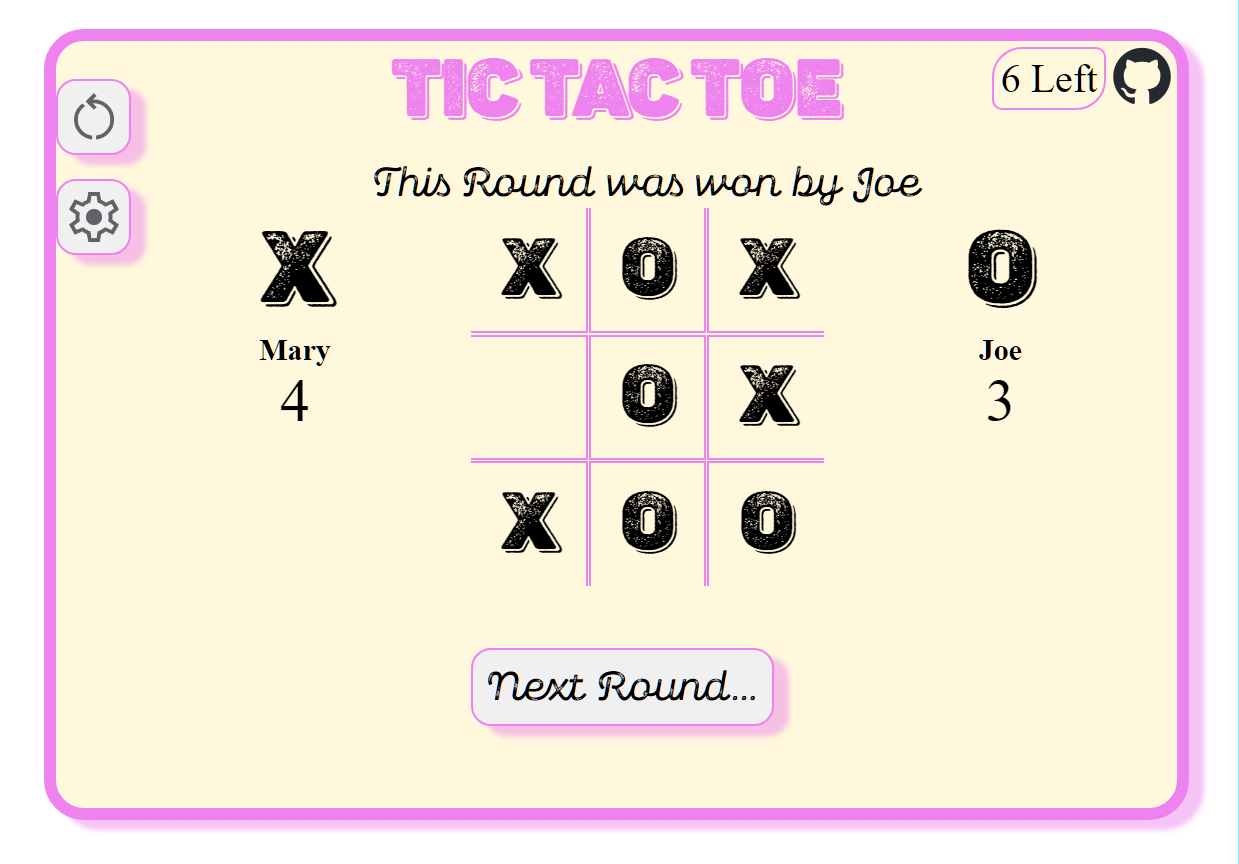 TIC TAC TOE
6 Left
This Round was won by Joe
X
Mary
4
X O X
O X
X O O
O
Joe
3
Next Round...